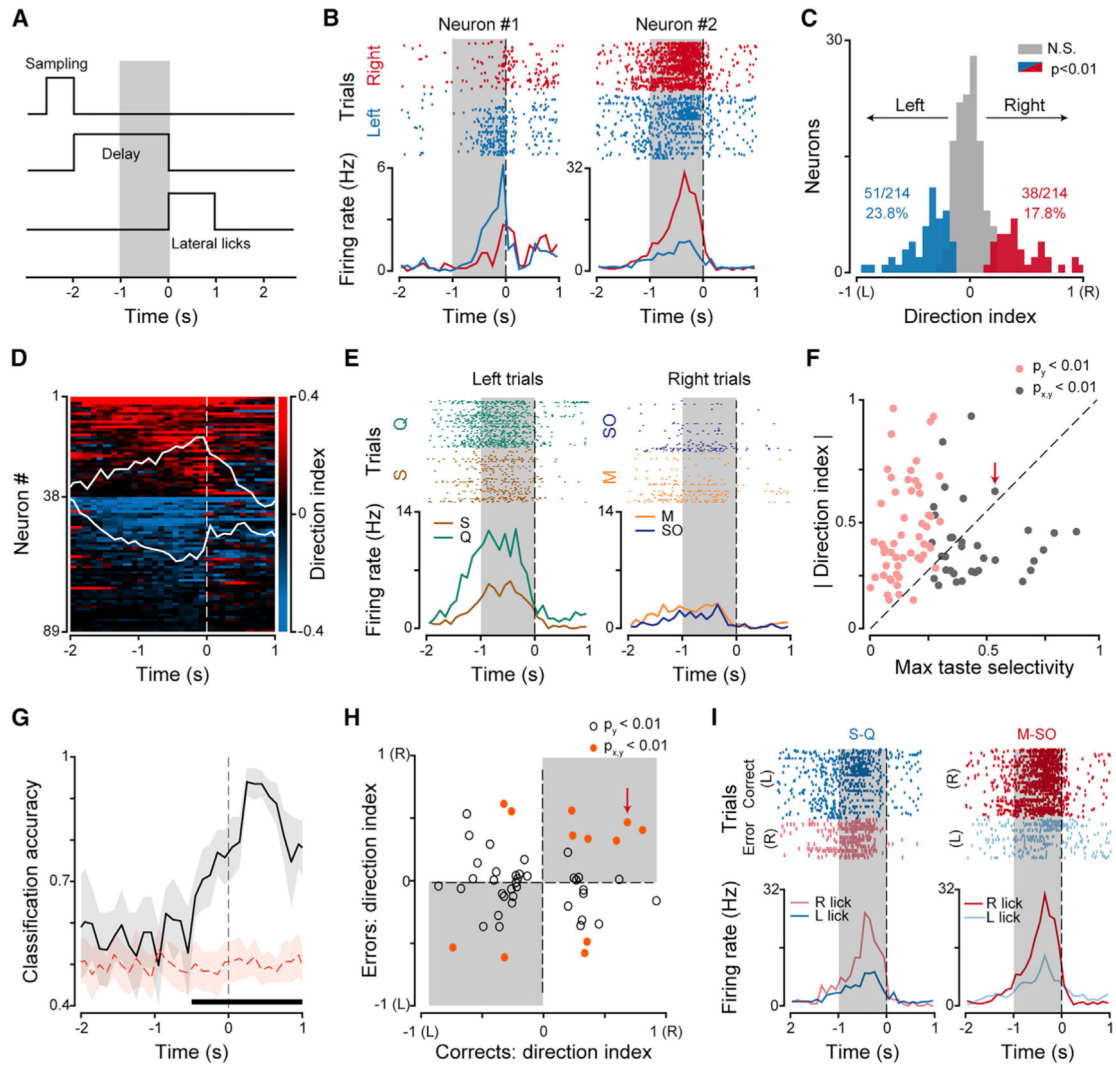 A
Sampling
Delay
Lateral licks
-2 -1 0 1 2
Time (s)
B
Neuron #1 Neuron #2
Trials
Right
Left
Firing rate (Hz)
6
0
32
0
-2 -1 0 1
-2 -1 0 1
Time (s) Time (s)
C
N.S.
p<0.01
30
0
Neurons
Left Right
51/214
23.8%
38/214
17.8%
-1 (L) 0 1 (R)
Direction index
D
1
38
89
Neuron #
0.4
0
-0.4
Direction index
-2 -1 0 1
Time (s)
E
Left trials Right trials
Trials
Q
S
SO
M
Firing rate (Hz)
14
0
S
Q
14
0
M
SO
-2 -1 0 1
-2 -1 0 1
Time (s) Time (s)
F
py < 0.01
px,y < 0.01
1
0.5
0
| Direction index |
0 0.5 1
Max taste selectivity
G
1
0.7
0.4
Classification accuracy
-2 -1 0 1
Time (s)
H
py < 0.01
px,y < 0.01
1 (R)
0
-1 (L)
Errors: direction index
-1 (L) 0 1 (R)
Corrects: direction index
I
S-Q M-SO
Trials
Correct
(L)
Error
(R)
(R)
(L)
Firing rate (Hz)
32
0
R lick
L lick
32
0
R lick
L lick
2 -1 0 1
-2 -1 0 1
Time (s) Time (s)